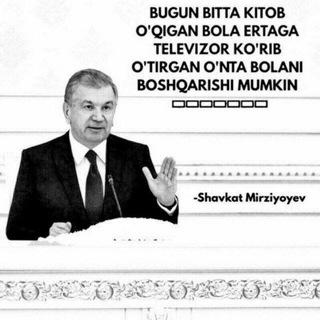 BUGUN BITTA KITOB
O'QIGAN BOLA ERTAGA
TELEVIZOR KO'RIB
O'TIRGAN O'NTA BOLANI
BOSHQARISHI MUMKIN
□□□□□□□
-Shavkat Mirziyoyev